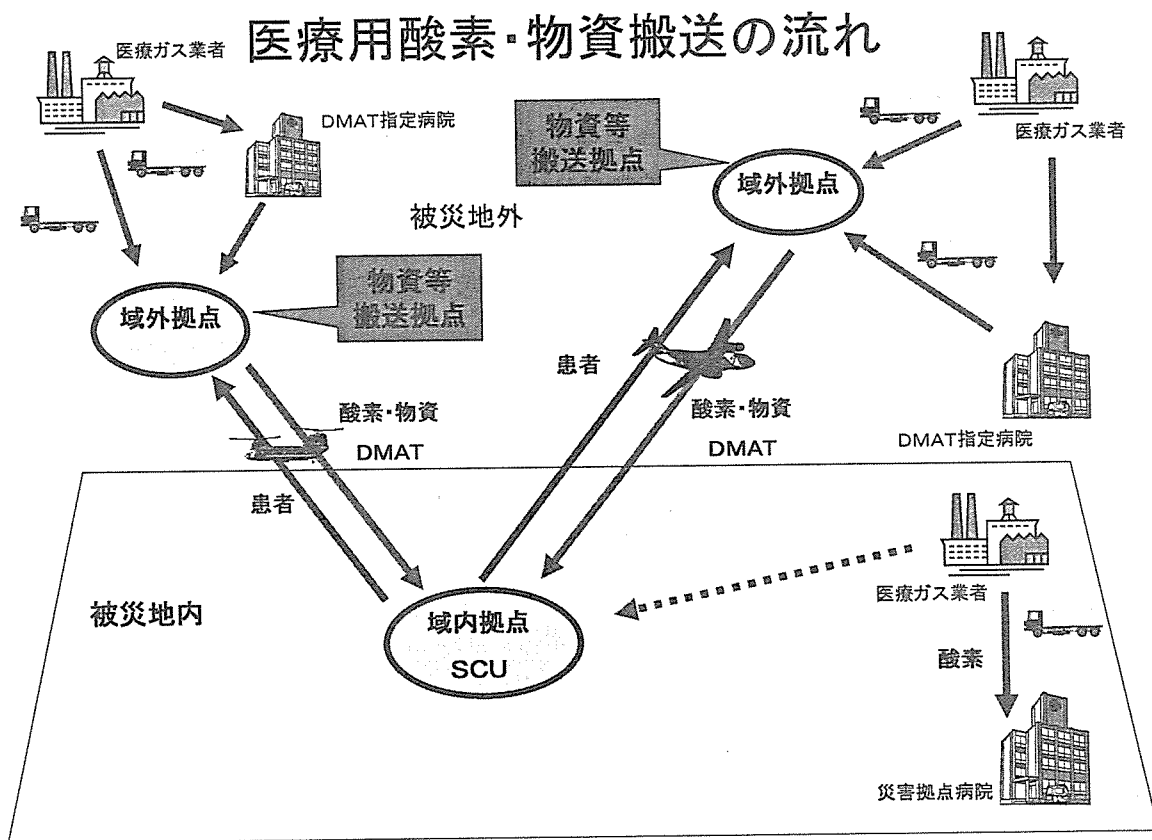 医療用酸素・物資搬送の流れ
医療ガス業者
DMAT指定病院
物資等
搬送拠点
医療ガス業者
域外拠点
被災地外
物資等
搬送拠点
域外拠点
患者
酸素・物資
DMAT
酸素・物資
DMAT
DMAT指定病院
患者
被災地内
域内拠点
SCU
医療ガス業者
酸素
災害拠点病院